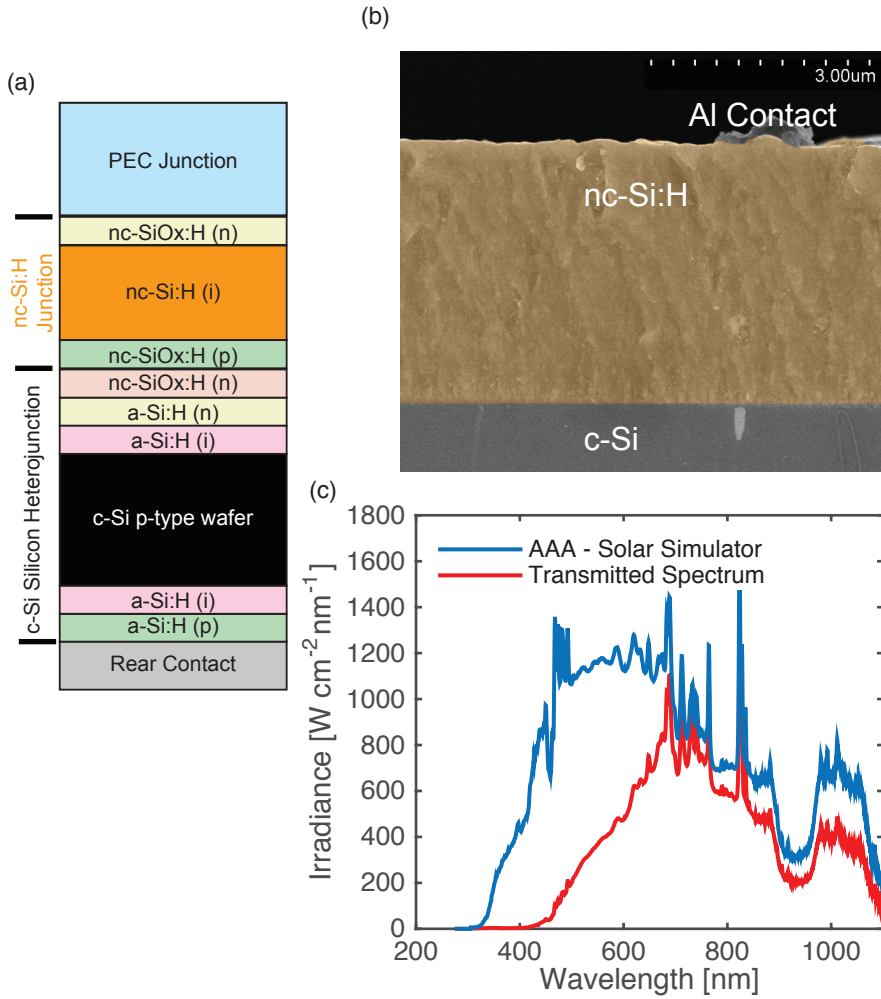 (a)
PEC Junction
nc-SiOx:H (n)
nc-Si:H (i)
nc-SiOx:H (p)
nc-SiOx:H (n)
a-Si:H (n)
a-Si:H (i)
c-Si p-type wafer
a-Si:H (i)
a-Si:H (p)
Rear Contact
nc-Si:H
Junction
c-Si Silicon Heterojunction
(b)
3.00um
Al Contact
nc-Si:H
c-Si
(c)
AAA - Solar Simulator
Transmitted Spectrum
Irradiance [W cm⁻² nm⁻¹]
1800
1600
1400
1200
1000
800
600
400
200
0
200 400 600 800 1000
Wavelength [nm]